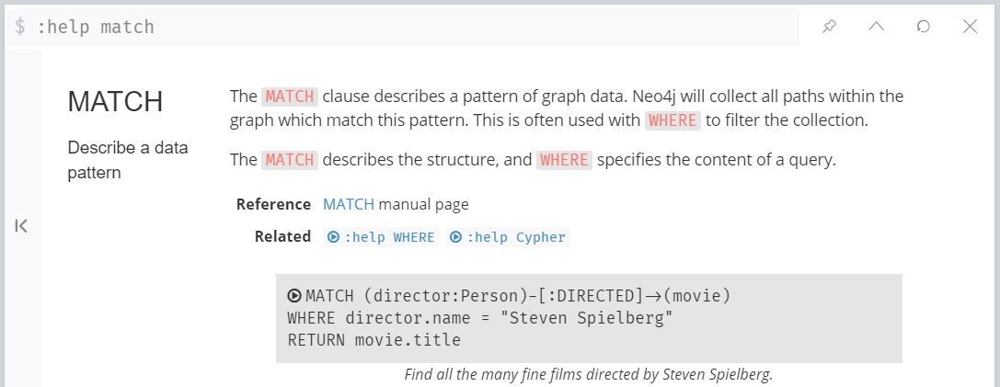 $ :help match
MATCH
Describe a data
pattern
The MATCH clause describes a pattern of graph data. Neo4j will collect all paths within the
graph which match this pattern. This is often used with WHERE to filter the collection.
The MATCH describes the structure, and WHERE specifies the content of a query.
Reference MATCH manual page
Related :help WHERE :help Cypher
MATCH (director:Person)-[:DIRECTED]->(movie)
WHERE director.name = "Steven Spielberg"
RETURN movie.title
Find all the many fine films directed by Steven Spielberg.